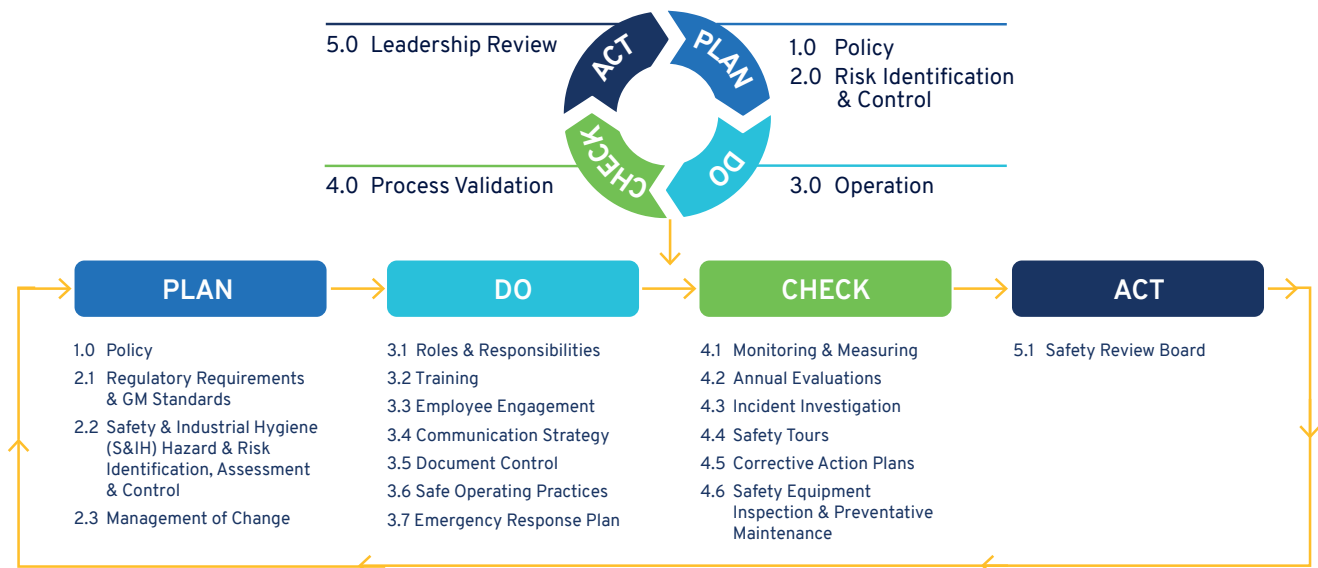 5.0 Leadership Review
ACT
PLAN
1.0 Policy
2.0 Risk Identification
& Control
CHECK
DO
4.0 Process Validation
3.0 Operation
PLAN
1.0 Policy
2.1 Regulatory Requirements
& GM Standards
2.2 Safety & Industrial Hygiene
(S&IH) Hazard & Risk
Identification, Assessment
& Control
2.3 Management of Change
DO
3.1 Roles & Responsibilities
3.2 Training
3.3 Employee Engagement
3.4 Communication Strategy
3.5 Document Control
3.6 Safe Operating Practices
3.7 Emergency Response Plan
CHECK
4.1 Monitoring & Measuring
4.2 Annual Evaluations
4.3 Incident Investigation
4.4 Safety Tours
4.5 Corrective Action Plans
4.6 Safety Equipment
Inspection & Preventative
Maintenance
ACT
5.1 Safety Review Board